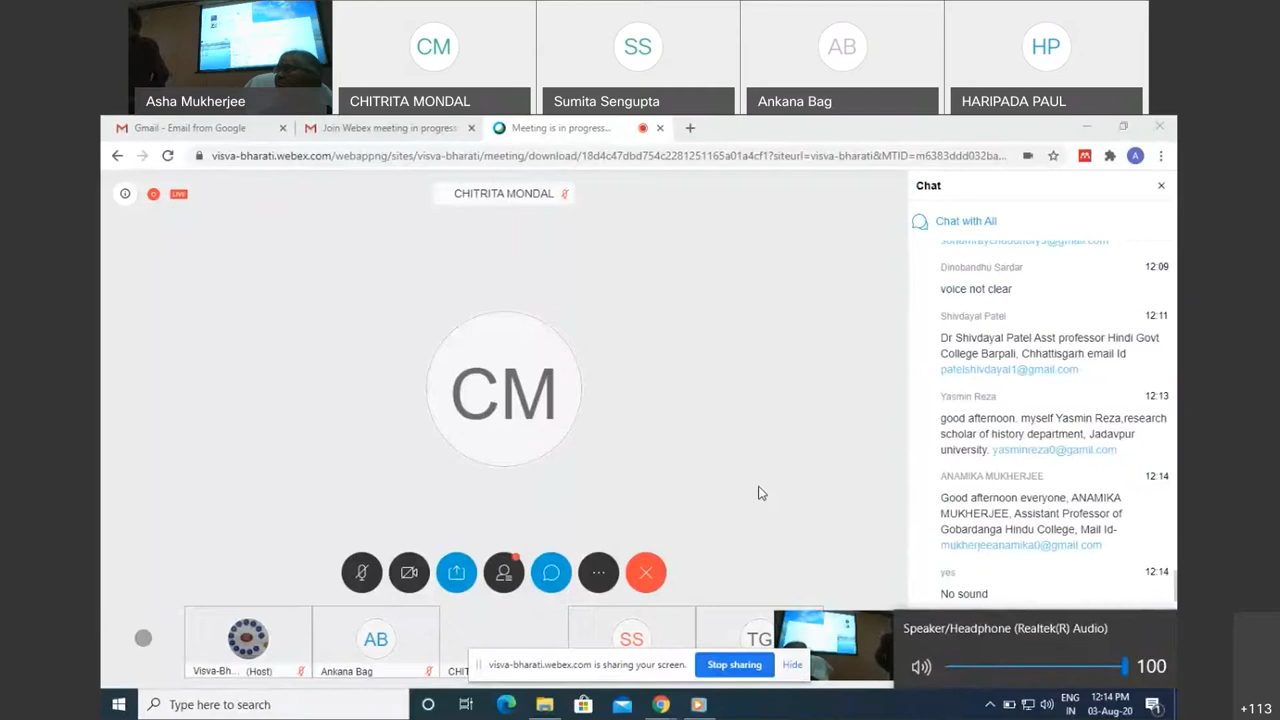 CM
SS
AB
HP
Asha Mukherjee
CHITRITA MONDAL
Sumita Sengupta
Ankana Bag
HARIPADA PAUL
Gmail - Email from Google
Join Webex meeting in progress
Meeting is in progress...
visva-bharati.webex.com/webappng/sites/visva-bharati/meeting/download/18d4c47dbd754c2281251165a01a4cf1?siteurl=visva-bharati&MTID=m6383ddd032ba...
A
LIVE
CHITRITA MONDAL
Chat
Chat with All
Dinobandhu Sardar 12:09
voice not clear
Shivdayal Patel 12:11
Dr Shivdayal Patel Asst professor Hindi Govt
College Barpali, Chhattisgarh email Id
patelshivdayal1@gmail.com
Yasmin Reza 12:13
good afternoon. myself Yasmin Reza,research
scholar of history department, Jadavpur
university. yasminreza0@gamil.com
ANAMIKA MUKHERJEE 12:14
Good afternoon everyone, ANAMIKA
MUKHERJEE, Assistant Professor of
Gobardanga Hindu College, Mail Id-
mukherjeeanamika0@gmail.com
yes 12:14
No sound
CM
AB
SS
TG
Visva-Bh... (Host)
Ankana Bag
CHIT
visva-bharati.webex.com is sharing your screen.
Stop sharing
Hide
Speaker/Headphone (Realtek(R) Audio)
100
Type here to search
ENG
IN
12:14 PM
03-Aug-20
1
+113